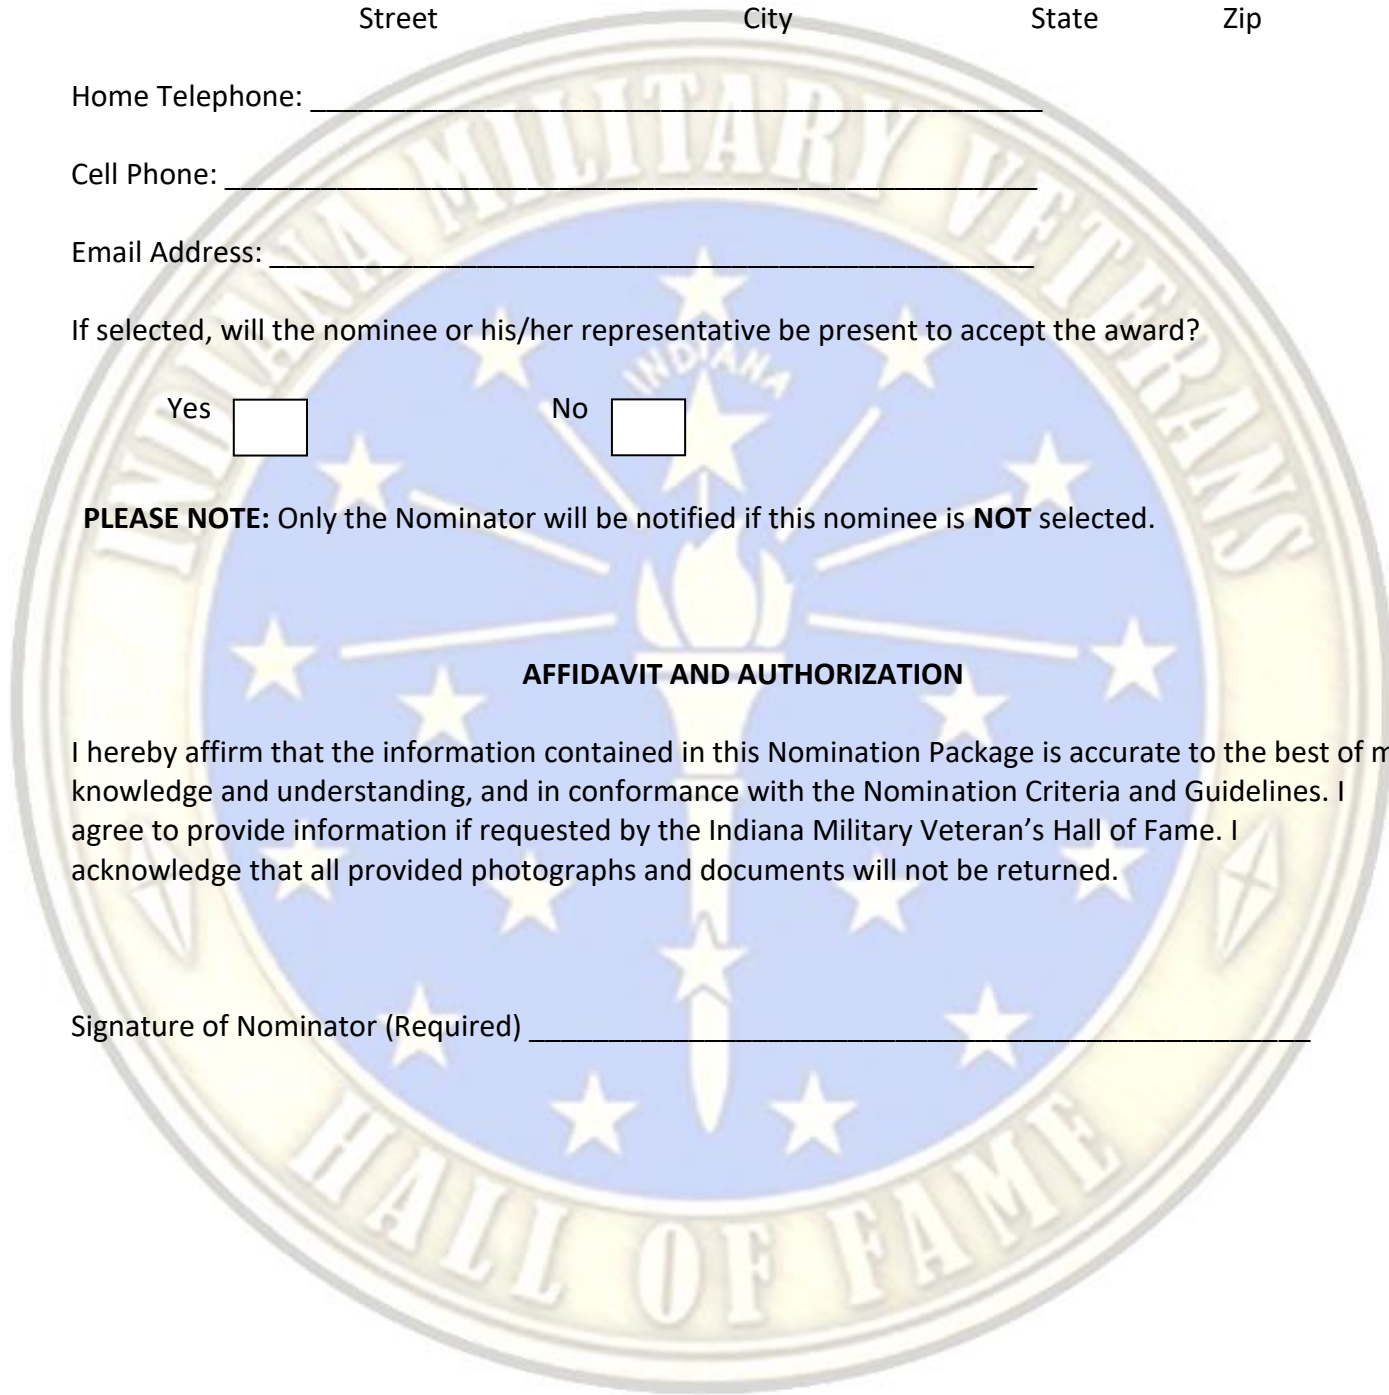 Street City State Zip
Home Telephone: ______________________________________________
Cell Phone: ___________________________________________________
Email Address: ________________________________________________
If selected, will the nominee or his/her representative be present to accept the award?
Yes No
PLEASE NOTE: Only the Nominator will be notified if this nominee is NOT selected.
AFFIDAVIT AND AUTHORIZATION
I hereby affirm that the information contained in this Nomination Package is accurate to the best of m
knowledge and understanding, and in conformance with the Nomination Criteria and Guidelines. I
agree to provide information if requested by the Indiana Military Veteran’s Hall of Fame. I
acknowledge that all provided photographs and documents will not be returned.
Signature of Nominator (Required) _________________________________________________
INDIANA MILITARY VETERANS
INDIANA
HALL OF FAME